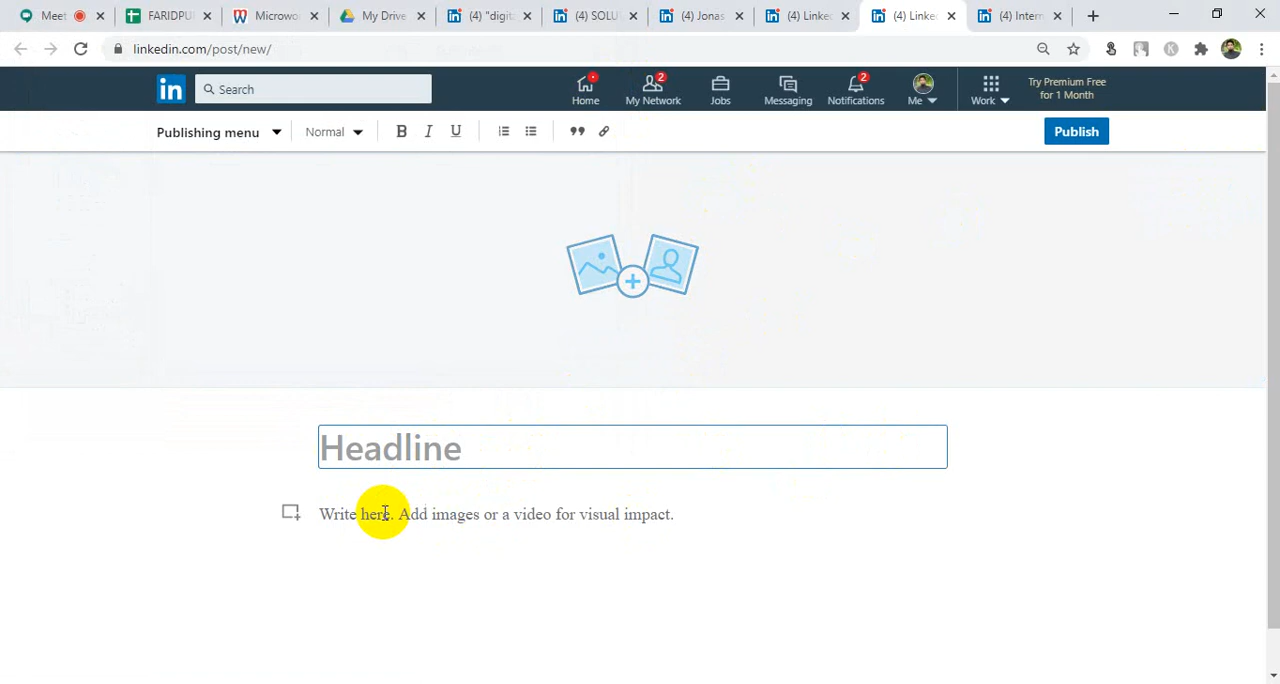 Meet
FARIDPU
Microwo
My Drive
(4) "digit
(4) SOLU
(4) Jonas
(4) Linke
(4) Linke
(4) Intern
linkedin.com/post/new/
in
Search
Home
2
My Network
Jobs
Messaging
2
Notifications
Me
Work
Try Premium Free
for 1 Month
Publishing menu
Normal
B
I
U
Publish
Headline
Write here. Add images or a video for visual impact.